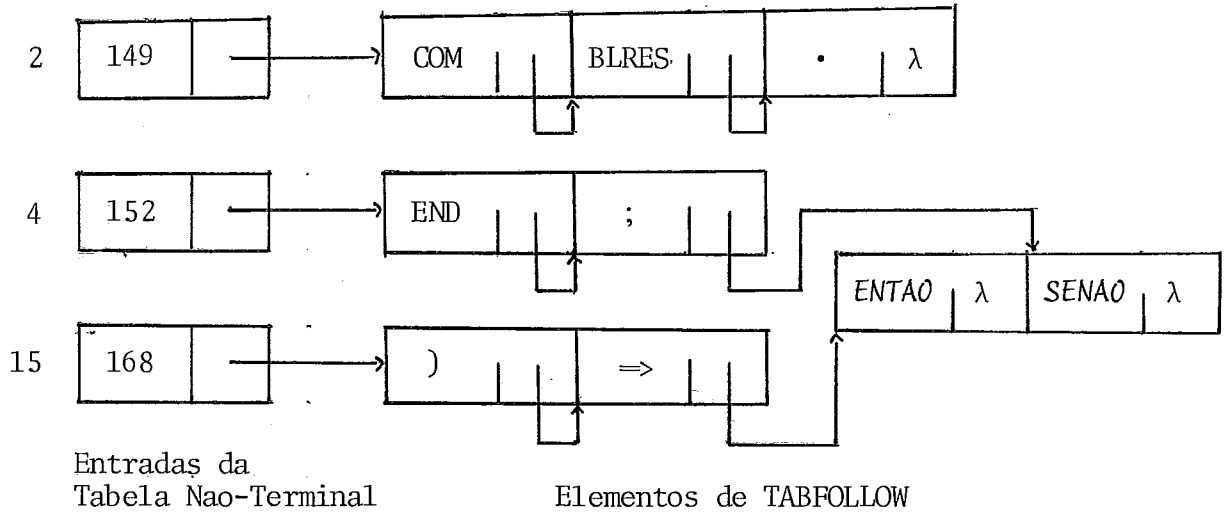 2 149 COM BLRES . λ
4 152 END ;
ENTAO λ SENAO λ
15 168 ) =>
Entradas da
Tabela Nao-Terminal Elementos de TABFOLLOW